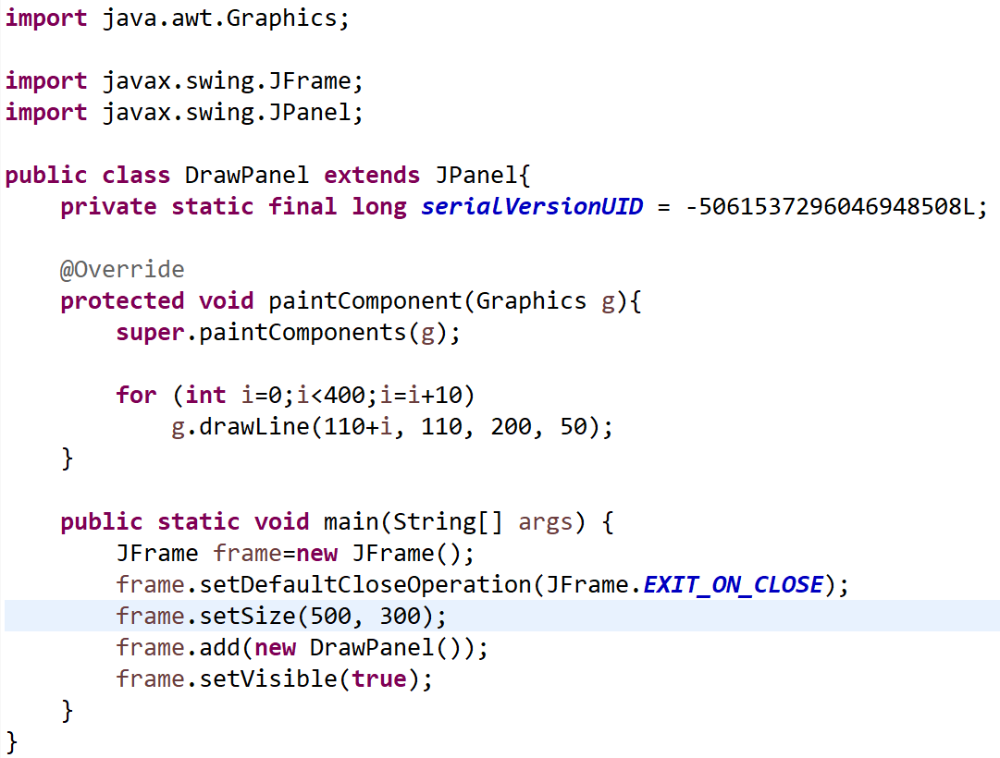 import java.awt.Graphics;
import javax.swing.JFrame;
import javax.swing.JPanel;
public class DrawPanel extends JPanel{
private static final long serialVersionUID = -5061537296046948508L;
@Override
protected void paintComponent(Graphics g){
super.paintComponents(g);
for (int i=0;i<400;i=i+10)
g.drawLine(110+i, 110, 200, 50);
}
public static void main(String[] args) {
JFrame frame=new JFrame();
frame.setDefaultCloseOperation(JFrame.EXIT_ON_CLOSE);
frame.setSize(500, 300);
frame.add(new DrawPanel());
frame.setVisible(true);
}
}